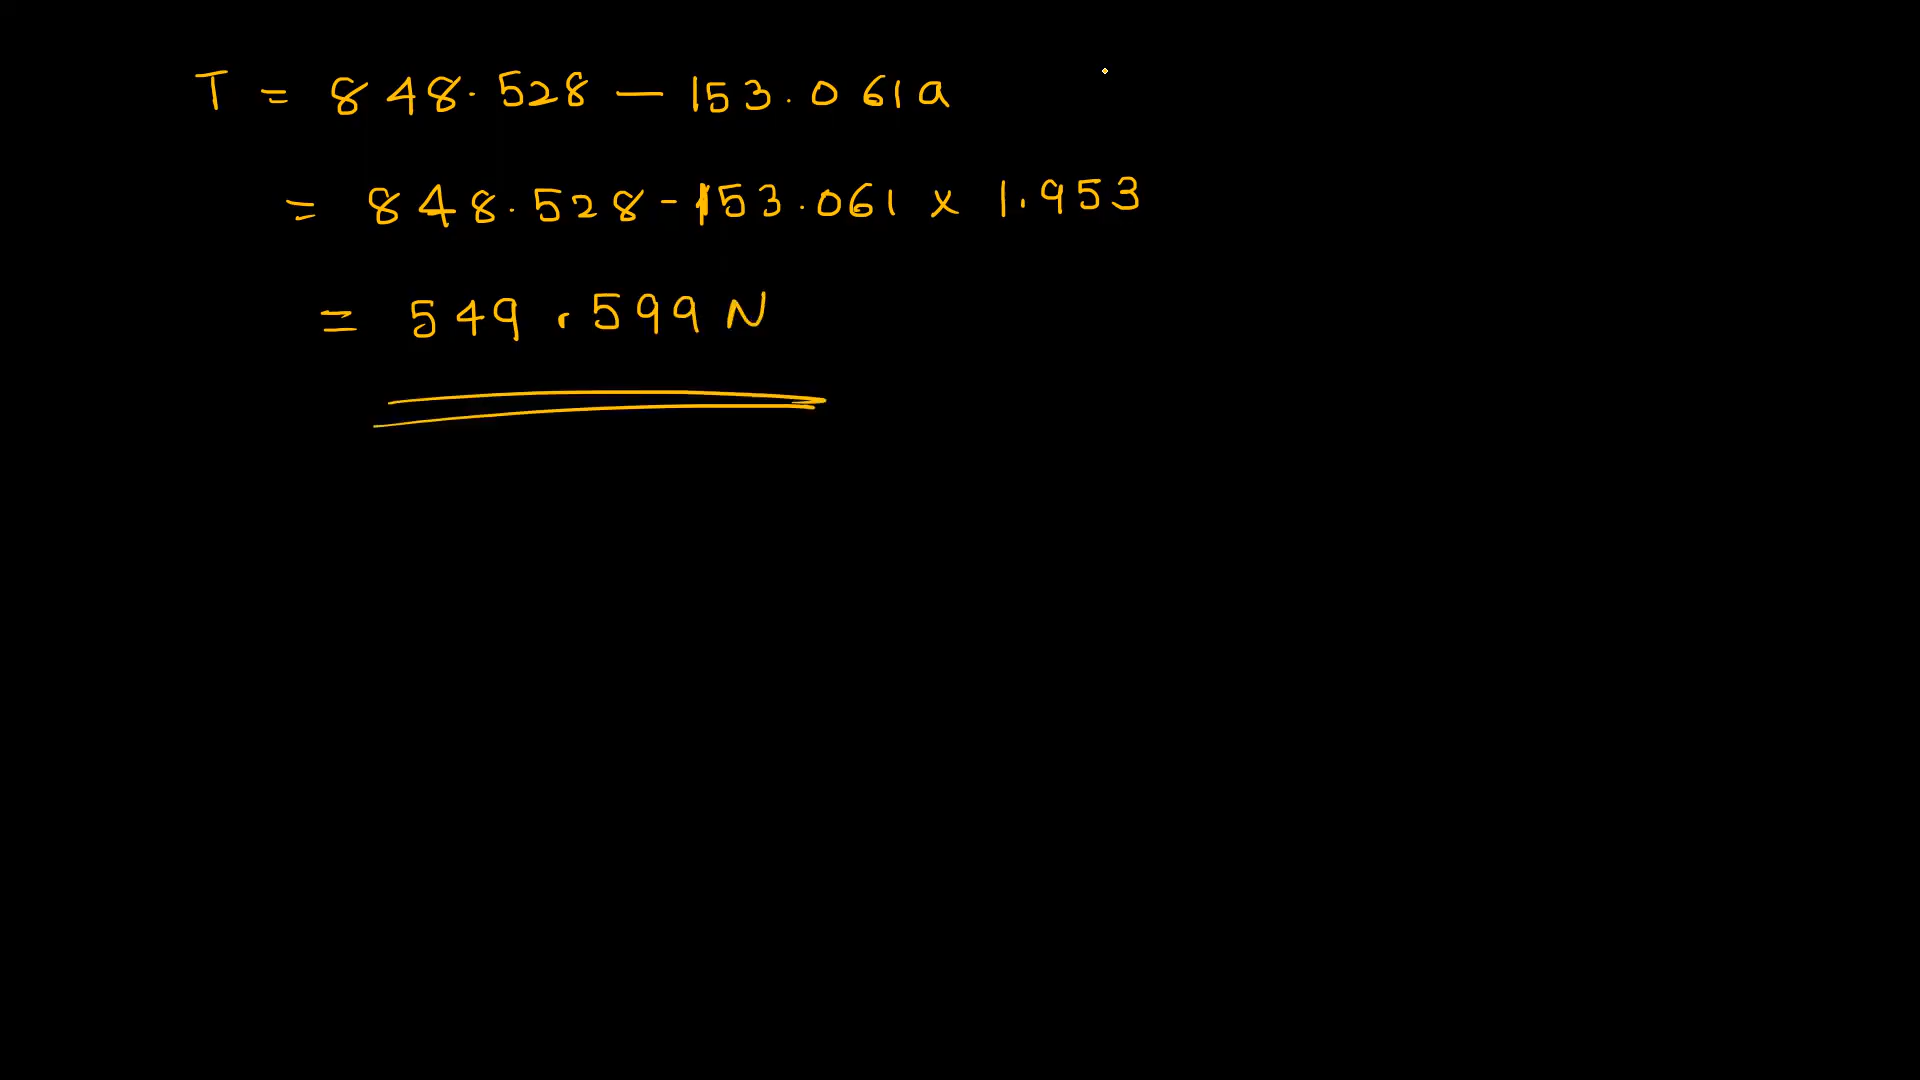 T = 848.528 — 153.061a
= 848.528 - 153.061 x 1.953
= 549.599 N